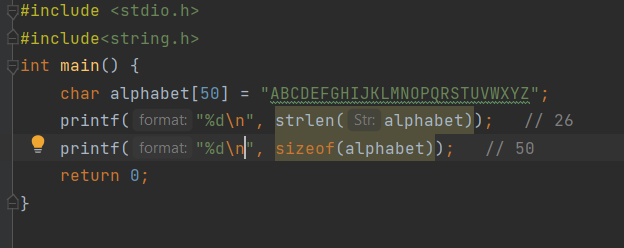 #include <stdio.h>
#include<string.h>
int main() {
    char alphabet[50] = "ABCDEFGHIJKLMNOPQRSTUVWXYZ";
    printf( format: "%d\n", strlen( Str: alphabet));   // 26
    printf( format: "%d\n", sizeof(alphabet));   // 50
    return 0;
}